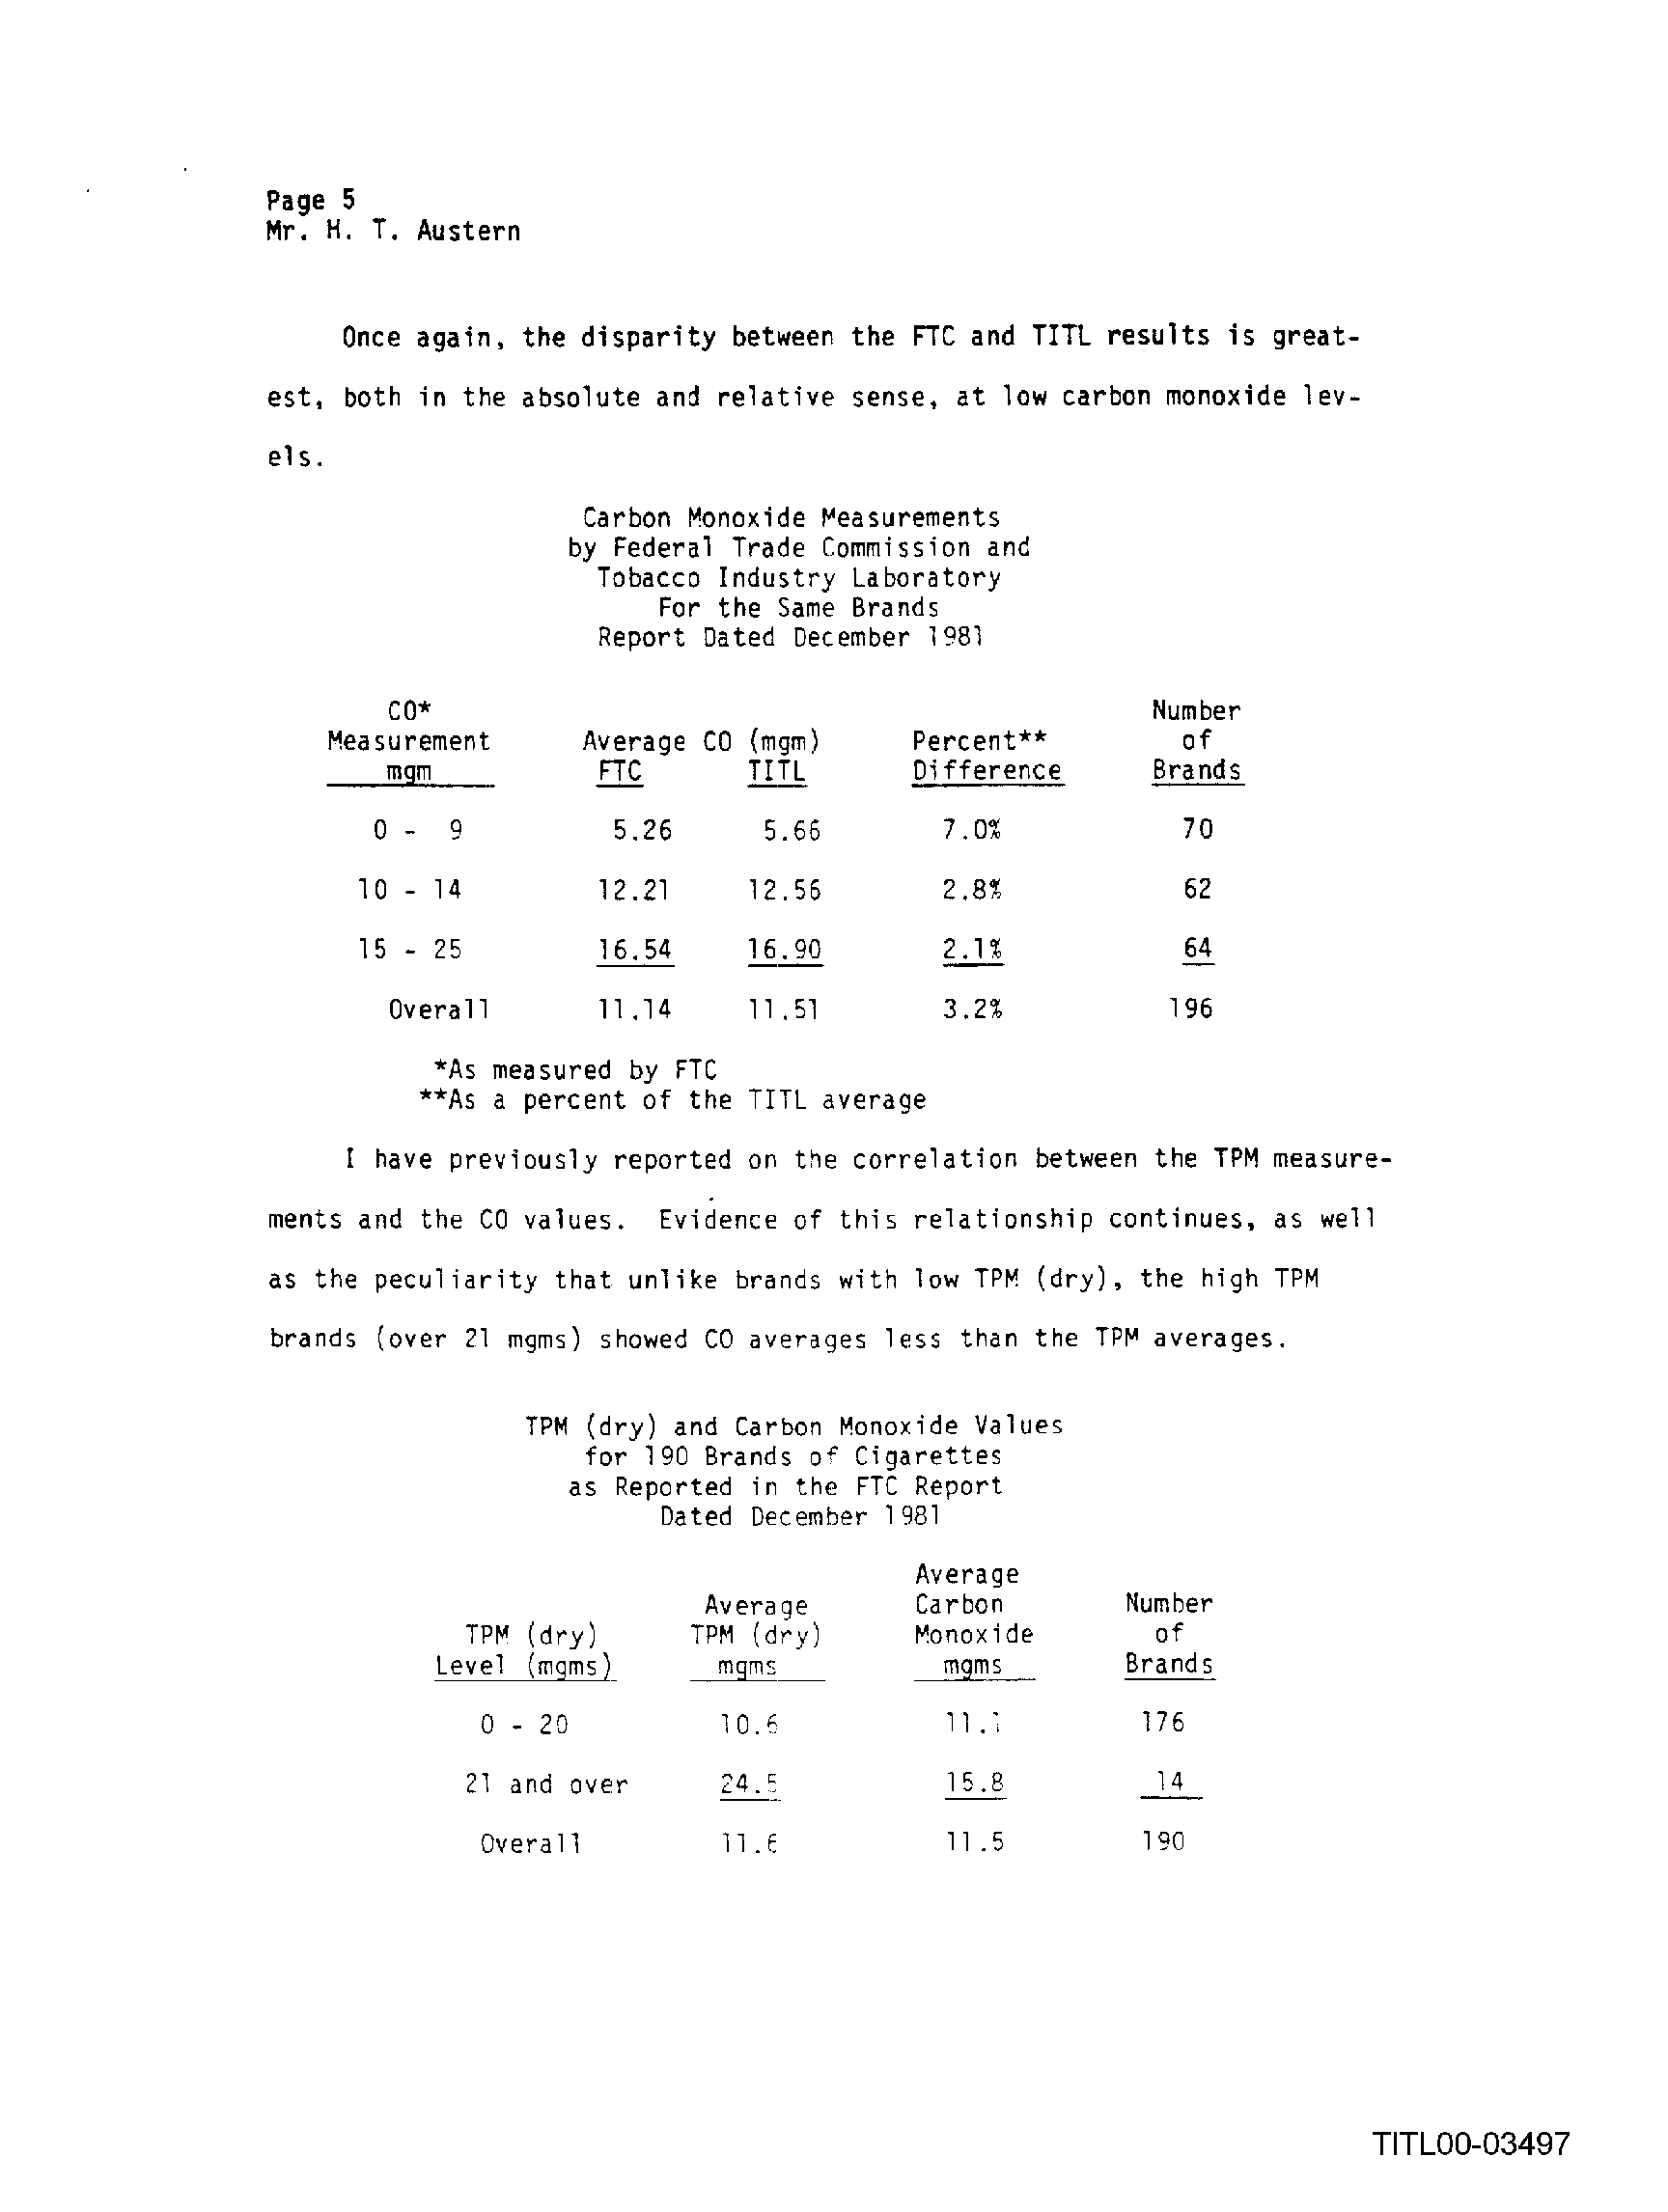 Page 5
Mr. H. T. Austern
Once again, the disparity between the FTC and TITL results is great-
est, both in the absolute and relative sense, at low carbon monoxide lev-
els.
Carbon Monoxide Measurements
by Federal Trade Commission and
Tobacco Industry Laboratory
For the Same Brands
Report Dated December 1981
CO* Number
Measurement Average CO (mgm) Percent** of
mgm FTC TITL Difference Brands
0 - 9 5.26 5.66 7.0% 70
10 - 14 12.21 12.56 2.8% 62
15 - 25 16.54 16.90 2.1% 64
Overall 11.14 11.51 3.2% 196
*As measured by FTC
**As a percent of the TITL average
I have previously reported on the correlation between the TPM measure-
ments and the CO values. Evidence of this relationship continues, as well
as the peculiarity that unlike brands with low TPM (dry), the high TPM
brands (over 21 mgms) showed CO averages less than the TPM averages.
TPM (dry) and Carbon Monoxide Values
for 190 Brands of Cigarettes
as Reported in the FTC Report
Dated December 1981
Average
Average Carbon Number
TPM (dry) TPM (dry) Monoxide of
Level (mgms) mgms mgms Brands
0 - 20 10.6 11.1 176
21 and over 24.5 15.8 14
Overall 11.6 11.5 190
TITL00-03497